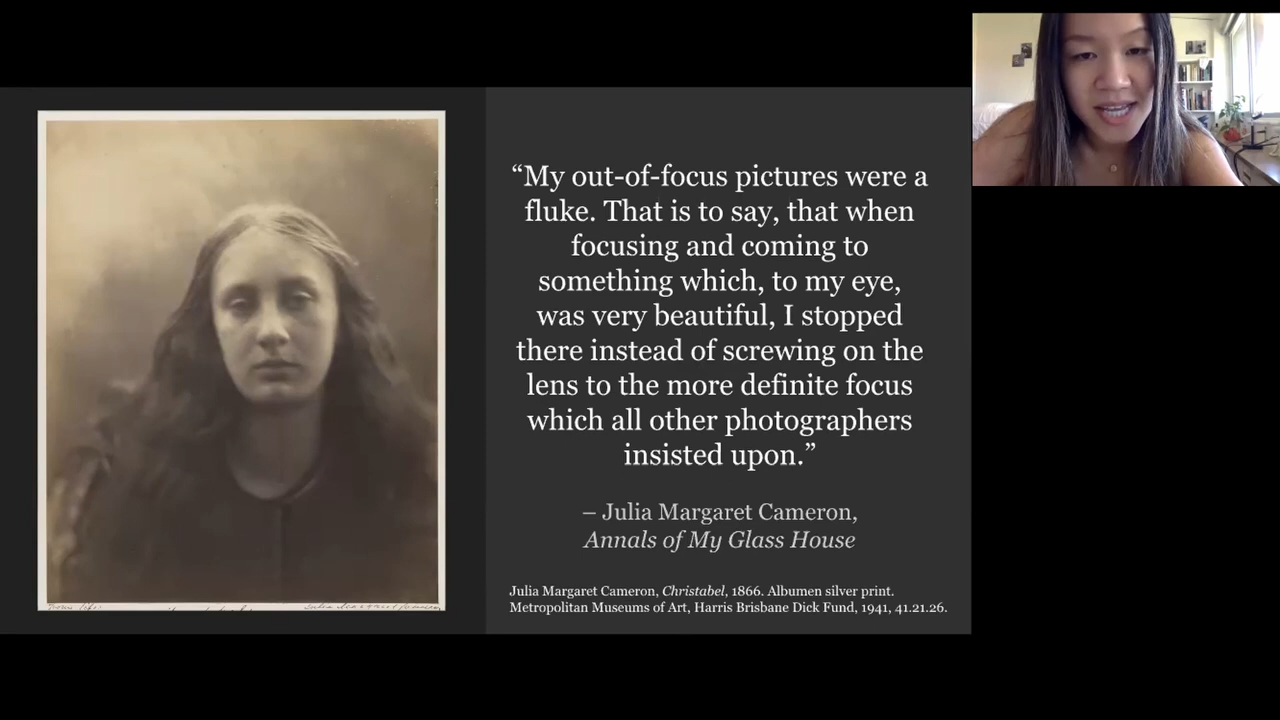 “My out-of-focus pictures were a
fluke. That is to say, that when
focusing and coming to
something which, to my eye,
was very beautiful, I stopped
there instead of screwing on the
lens to the more definite focus
which all other photographers
insisted upon.”
– Julia Margaret Cameron,
Annals of My Glass House
Julia Margaret Cameron, Christabel, 1866. Albumen silver print.
Metropolitan Museums of Art, Harris Brisbane Dick Fund, 1941, 41.21.26.